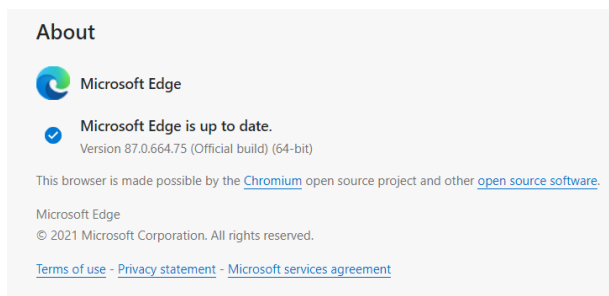 About
Microsoft Edge
Microsoft Edge is up to date.
Version 87.0.664.75 (Official build) (64-bit)
This browser is made possible by the Chromium open source project and other open source software.
Microsoft Edge
© 2021 Microsoft Corporation. All rights reserved.
Terms of use - Privacy statement - Microsoft services agreement